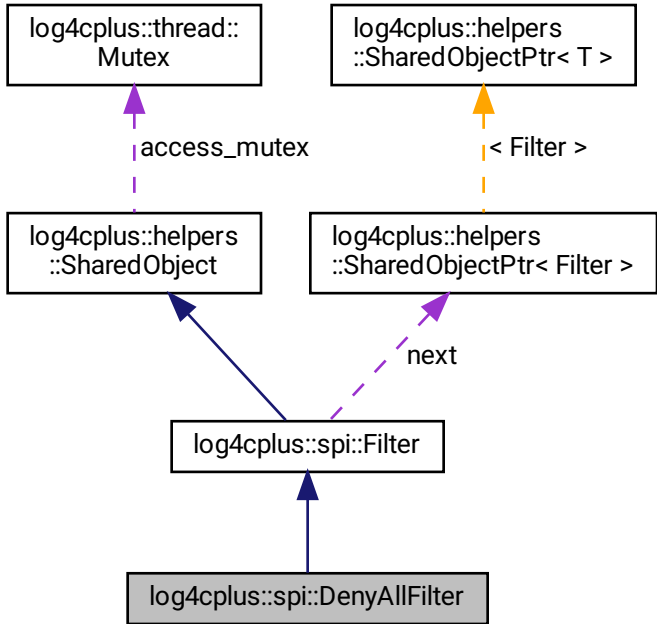 log4cplus::thread::
Mutex
log4cplus::helpers
::SharedObjectPtr< T >
access_mutex
< Filter >
log4cplus::helpers
::SharedObject
log4cplus::helpers
::SharedObjectPtr< Filter >
next
log4cplus::spi::Filter
log4cplus::spi::DenyAllFilter